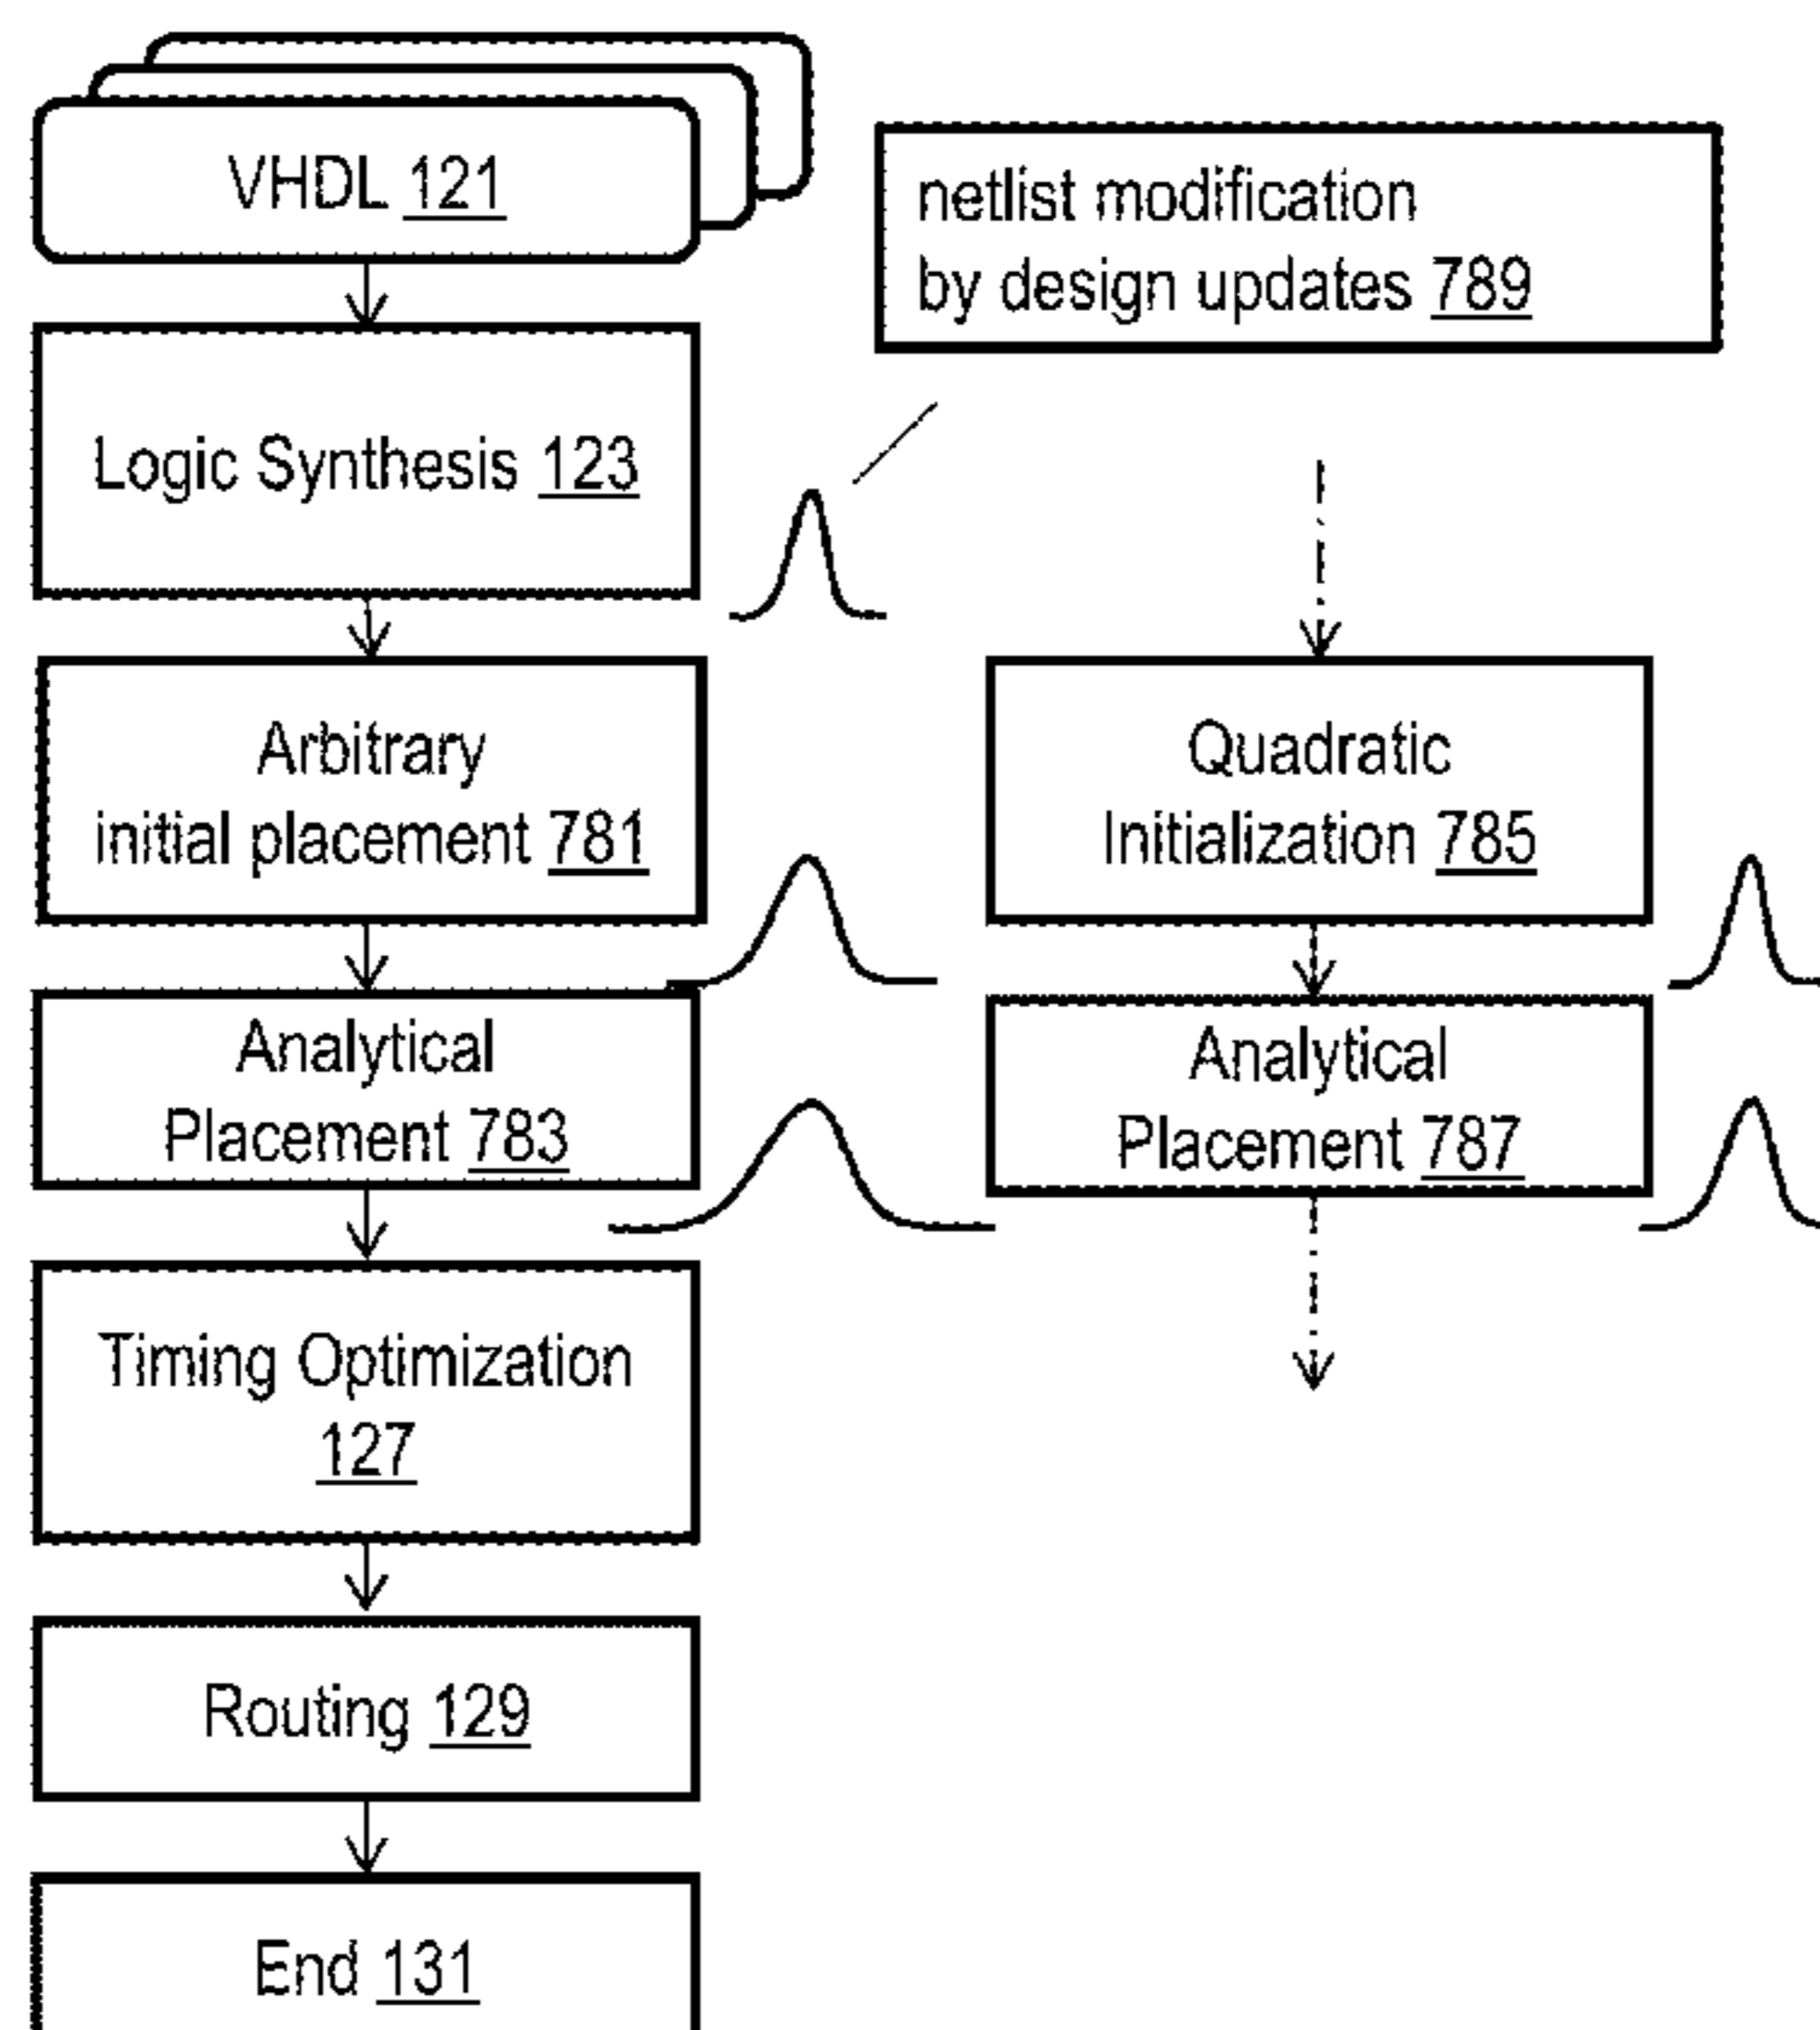 VHDL 121
netlist modification
by design updates 789
Logic Synthesis 123
Arbitrary
initial placement 781
Quadratic
Initialization 785
Analytical
Placement 783
Analytical
Placement 787
Timing Optimization
127
Routing 129
End 131